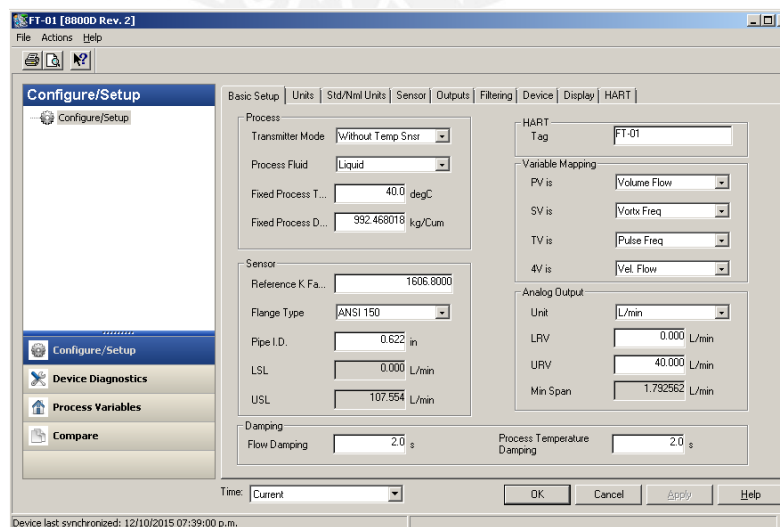 FT-01 [8800D Rev. 2]
File Actions Help
Configure/Setup
Configure/Setup
Configure/Setup
Device Diagnostics
Process Variables
Compare
Basic Setup Units Std/Nml Units Sensor Outputs Filtering Device Display HART
Process
Transmitter Mode Without Temp Snsr
Process Fluid Liquid
Fixed Process T... 40.0 degC
Fixed Process D... 992.468018 kg/Cum
Sensor
Reference K Fa... 1606.8000
Flange Type ANSI 150
Pipe I.D. 0.622 in
LSL 0.000 L/min
USL 107.554 L/min
HART
Tag FT-01
Variable Mapping
PV is Volume Flow
SV is Vortx Freq
TV is Pulse Freq
4V is Vel. Flow
Analog Output
Unit L/min
LRV 0.000 L/min
URV 40.000 L/min
Min Span 1.792562 L/min
Damping
Flow Damping 2.0 s
Process Temperature
Damping 2.0 s
Time: Current
OK Cancel Apply Help
Device last synchronized: 12/10/2015 07:39:00 p.m.